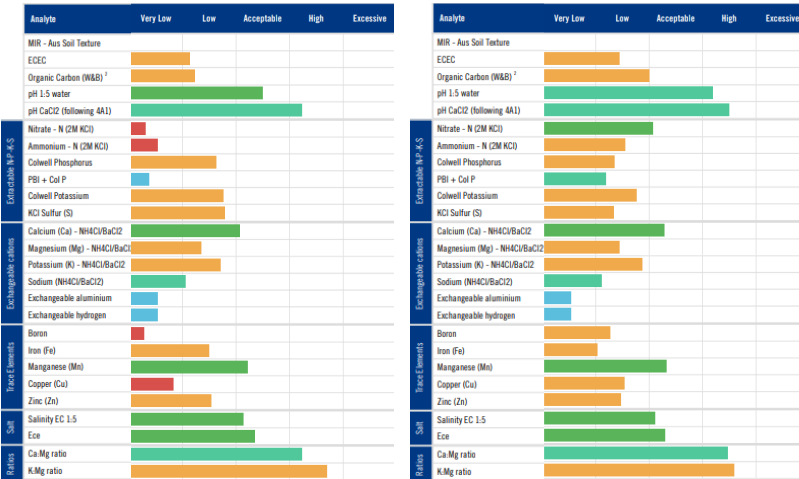 Analyte Very Low Low Acceptable High Excessive
MIR - Aus Soil Texture
ECEC
Organic Carbon (W&B) ²
pH 1:5 water
pH CaCl2 (following 4A1)
Extractable N-P-K-S
Nitrate - N (2M KCl)
Ammonium - N (2M KCl)
Colwell Phosphorus
PBI + Col P
Colwell Potassium
KCl Sulfur (S)
Exchangeable cations
Calcium (Ca) - NH4Cl/BaCl2
Magnesium (Mg) - NH4Cl/BaCl
Potassium (K) - NH4Cl/BaCl2
Sodium (NH4Cl/BaCl2)
Exchangeable aluminium
Exchangeable hydrogen
Trace Elements
Boron
Iron (Fe)
Manganese (Mn)
Copper (Cu)
Zinc (Zn)
Salt
Salinity EC 1:5
Ece
Ratios
Ca:Mg ratio
K:Mg ratio
Analyte Very Low Low Acceptable High Excessive
MIR - Aus Soil Texture
ECEC
Organic Carbon (W&B) ²
pH 1:5 water
pH CaCl2 (following 4A1)
Extractable N-P-K-S
Nitrate - N (2M KCl)
Ammonium - N (2M KCl)
Colwell Phosphorus
PBI + Col P
Colwell Potassium
KCl Sulfur (S)
Exchangeable cations
Calcium (Ca) - NH4Cl/BaCl2
Magnesium (Mg) - NH4Cl/BaCl2
Potassium (K) - NH4Cl/BaCl2
Sodium (NH4Cl/BaCl2)
Exchangeable aluminium
Exchangeable hydrogen
Trace Elements
Boron
Iron (Fe)
Manganese (Mn)
Copper (Cu)
Zinc (Zn)
Salt
Salinity EC 1:5
Ece
Ratios
Ca:Mg ratio
K:Mg ratio